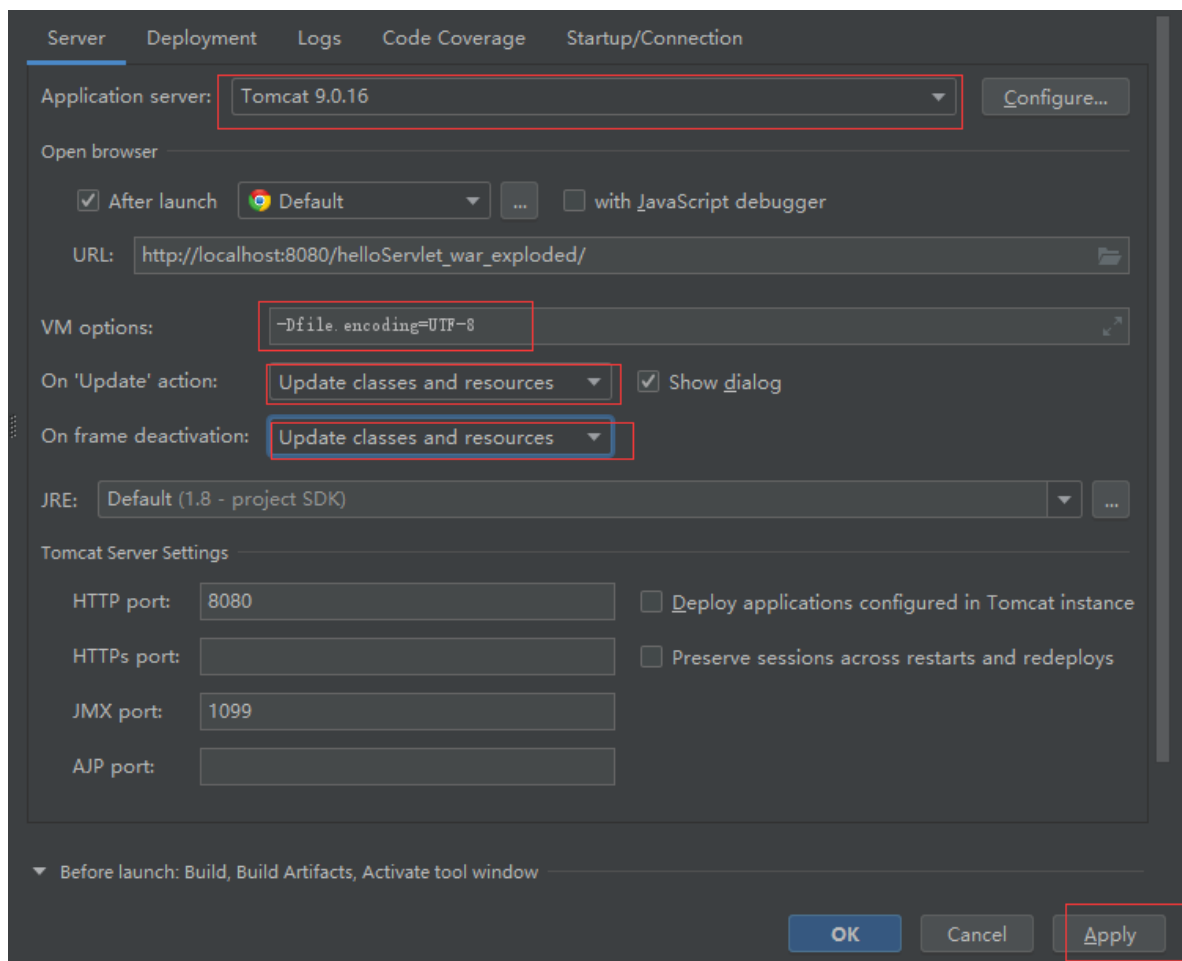 Server Deployment Logs Code Coverage Startup/Connection
Application server: Tomcat 9.0.16 Configure...
Open browser
After launch Default ... with JavaScript debugger
URL: http://localhost:8080/helloServlet_war_exploded/
VM options: -Dfile.encoding=UTF-8
On 'Update' action: Update classes and resources Show dialog
On frame deactivation: Update classes and resources
JRE: Default (1.8 - project SDK) ...
Tomcat Server Settings
HTTP port: 8080 Deploy applications configured in Tomcat instance
HTTPs port: Preserve sessions across restarts and redeploys
JMX port: 1099
AJP port:
Before launch: Build, Build Artifacts, Activate tool window
OK Cancel Apply